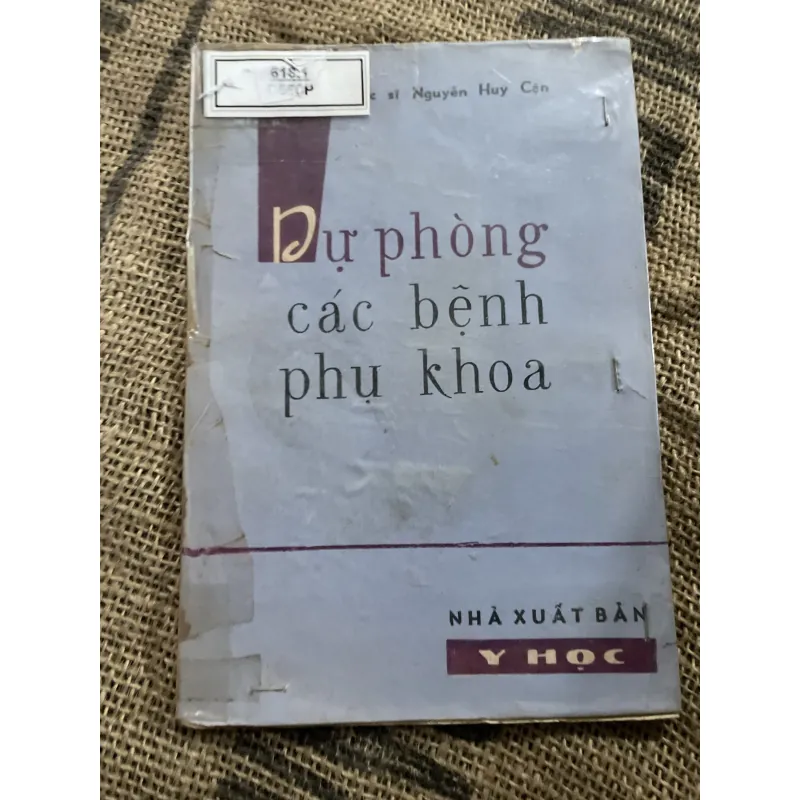 618.1
sĩ Nguyễn Huy Cận
Dự phòng
các bệnh
phụ khoa
NHÀ XUẤT BẢN
Y HỌC